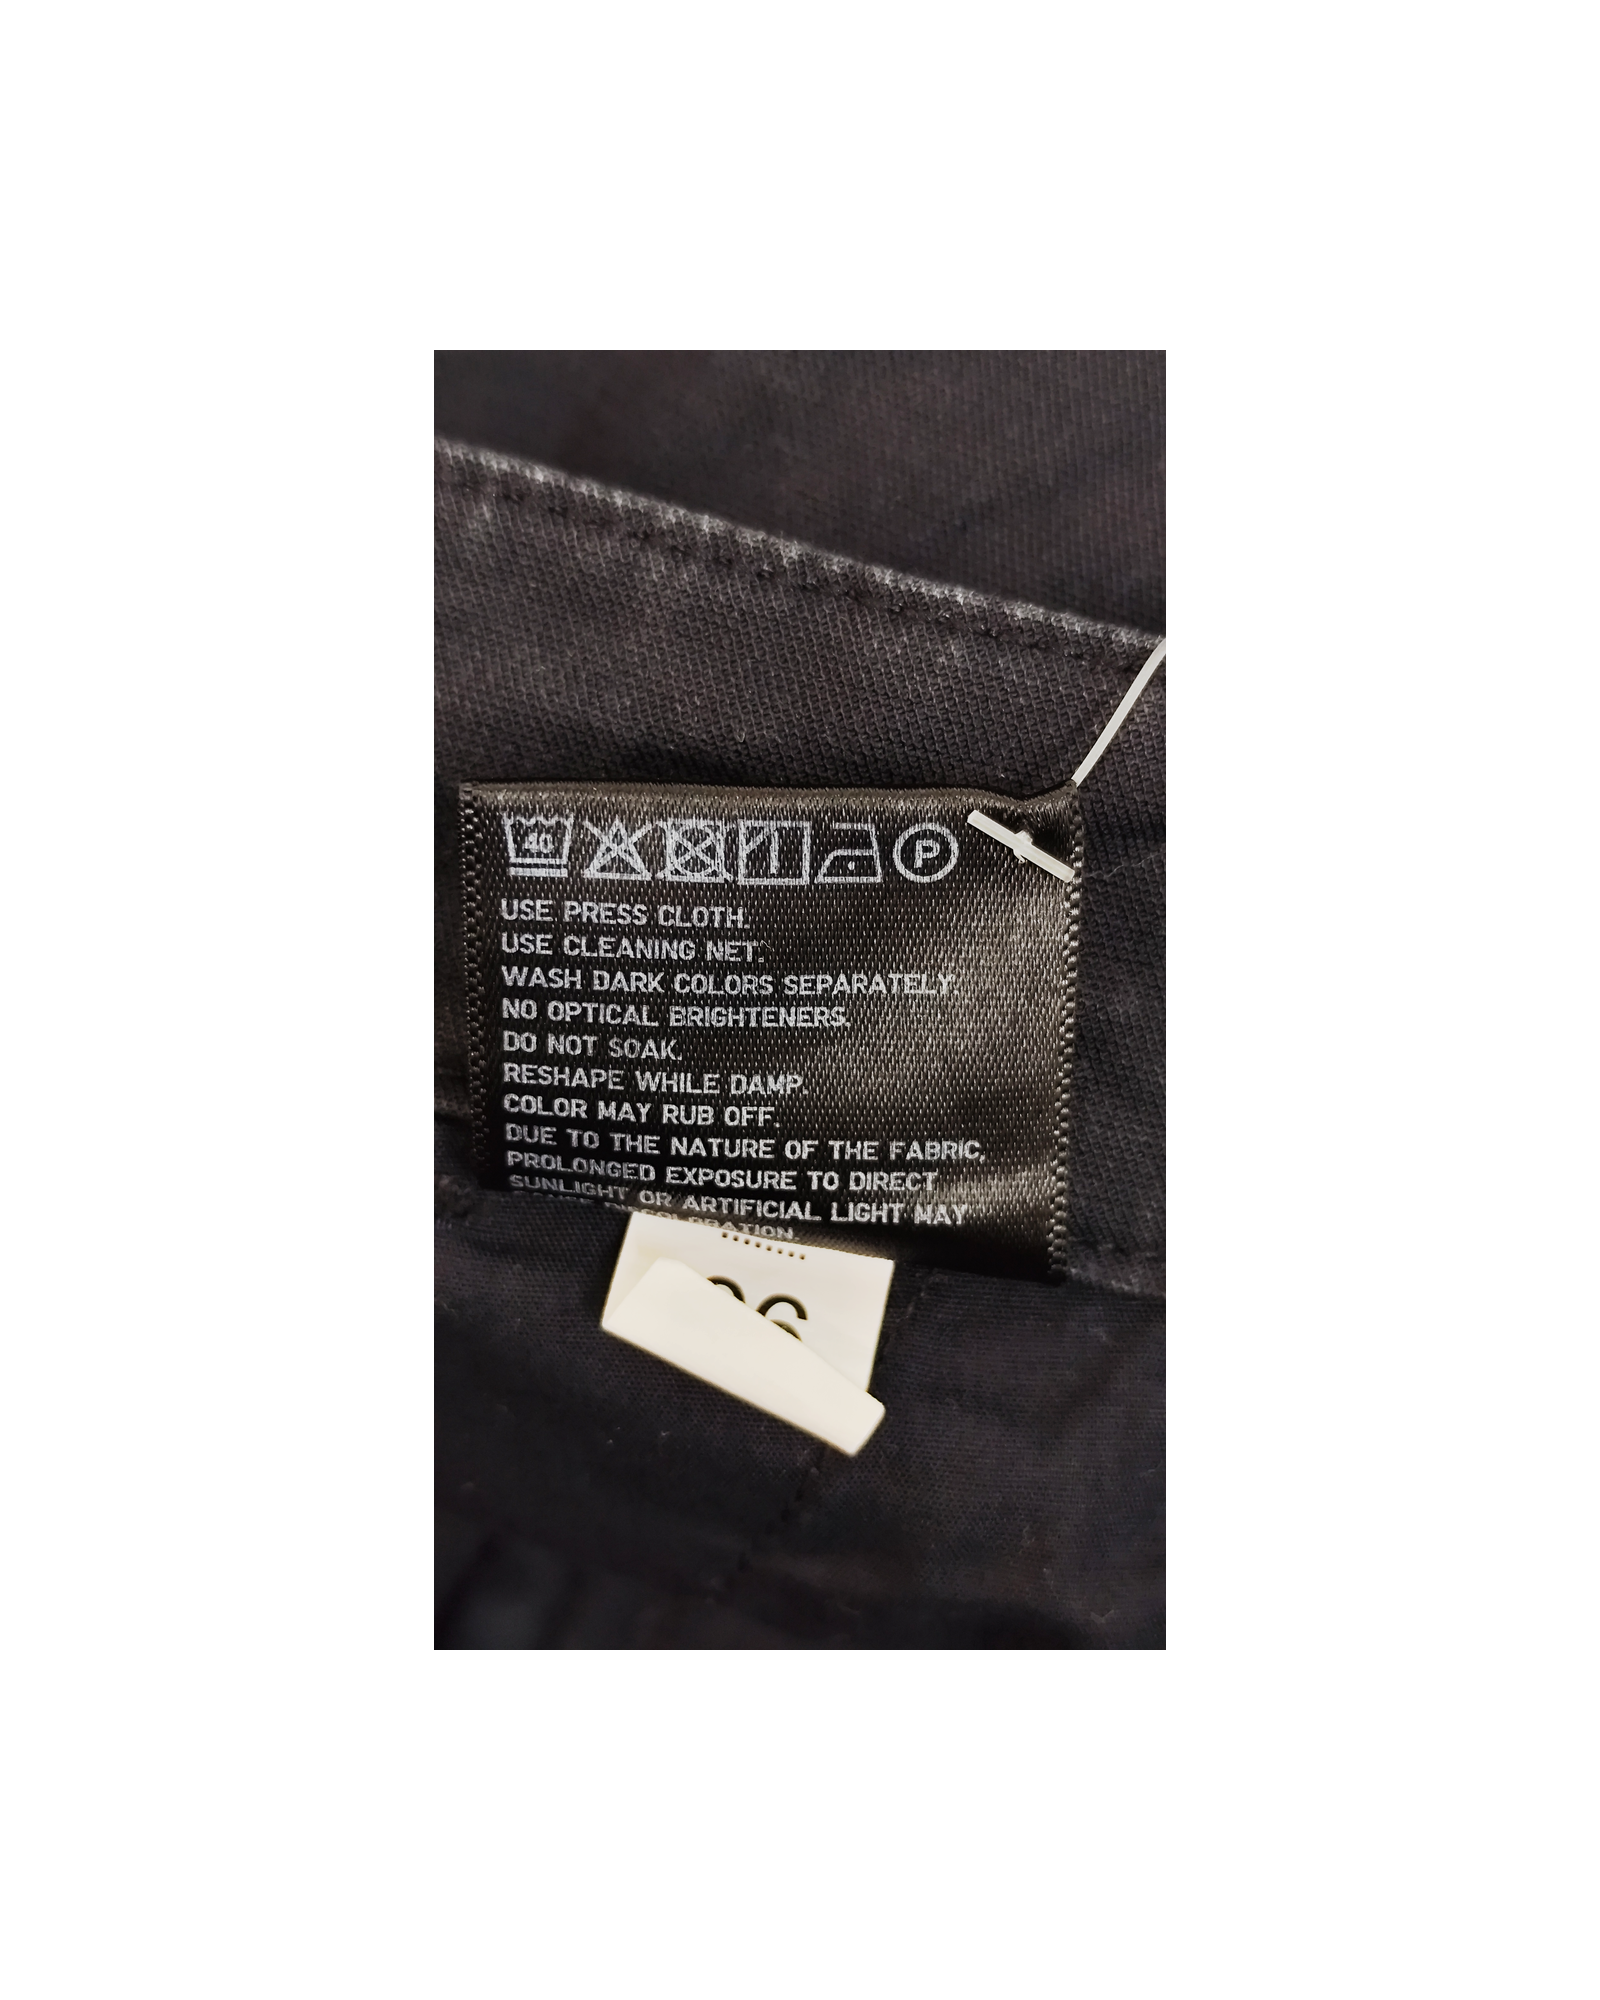 40
P
USE PRESS CLOTH.
USE CLEANING NET.
WASH DARK COLORS SEPARATELY.
NO OPTICAL BRIGHTENERS.
DO NOT SOAK.
RESHAPE WHILE DAMP.
COLOR MAY RUB OFF.
DUE TO THE NATURE OF THE FABRIC,
PROLONGED EXPOSURE TO DIRECT
SUNLIGHT OR ARTIFICIAL LIGHT MAY
DISCOLORATION.